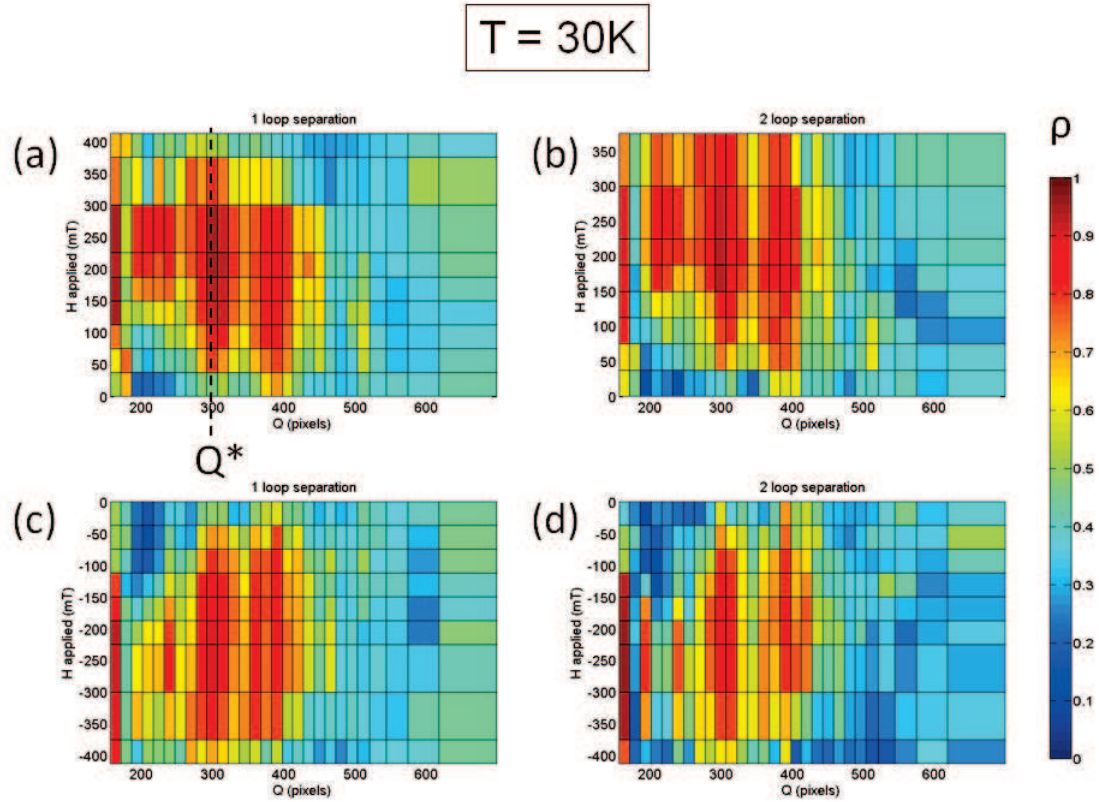 T = 30K
1 loop separation
(a)
H applied (mT)
400
350
300
250
200
150
100
50
0
200 300 400 500 600
Q (pixels)
Q*
2 loop separation
(b)
H applied (mT)
350
300
250
200
150
100
50
0
200 300 400 500 600
Q (pixels)
ρ
1
0.9
0.8
0.7
0.6
0.5
0.4
0.3
0.2
0.1
0
1 loop separation
(c)
H applied (mT)
0
-50
-100
-150
-200
-250
-300
-350
-400
200 300 400 500 600
Q (pixels)
2 loop separation
(d)
H applied (mT)
0
-50
-100
-150
-200
-250
-300
-350
-400
200 300 400 500 600
Q (pixels)